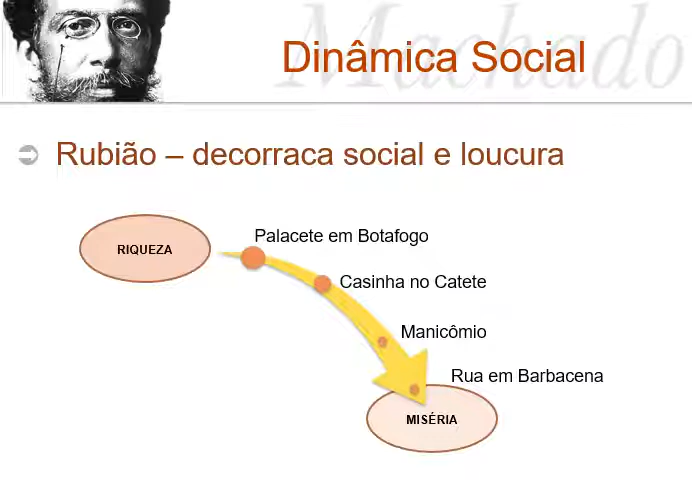 Machado
Dinâmica Social
Rubião – decorraca social e loucura
RIQUEZA
Palacete em Botafogo
Casinha no Catete
Manicômio
Rua em Barbacena
MISÉRIA